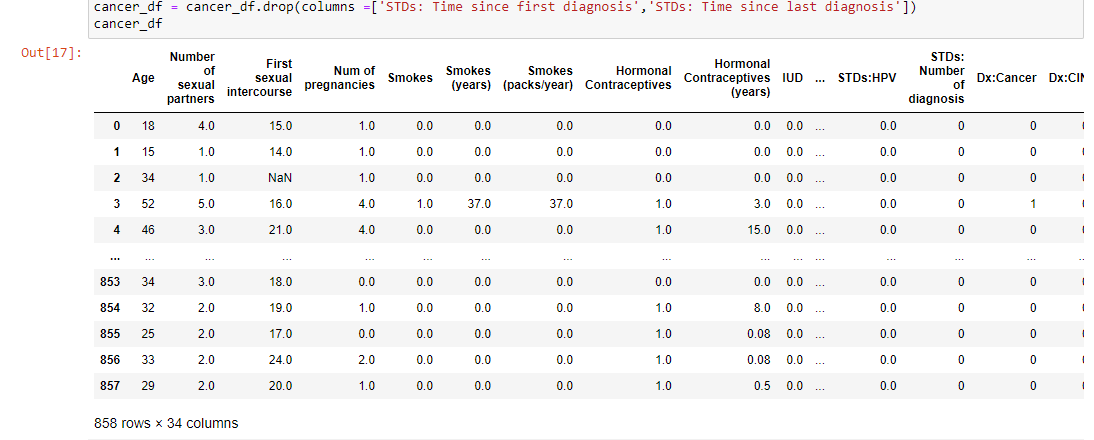 cancer_df = cancer_df.drop(columns =['STDs: Time since first diagnosis','STDs: Time since last diagnosis'])
cancer_df
Out[17]:
Age Number of sexual partners First sexual intercourse Num of pregnancies Smokes Smokes (years) Smokes (packs/year) Hormonal Contraceptives Hormonal Contraceptives (years) IUD ... STDs:HPV STDs: Number of diagnosis Dx:Cancer
0 18 4.0 15.0 1.0 0.0 0.0 0.0 0.0 0.0 0.0 ... 0.0 0 0
1 15 1.0 14.0 1.0 0.0 0.0 0.0 0.0 0.0 0.0 ... 0.0 0 0
2 34 1.0 NaN 1.0 0.0 0.0 0.0 0.0 0.0 0.0 ... 0.0 0 0
3 52 5.0 16.0 4.0 1.0 37.0 37.0 1.0 3.0 0.0 ... 0.0 0 1
4 46 3.0 21.0 4.0 0.0 0.0 0.0 1.0 15.0 0.0 ... 0.0 0 0
... ... ... ... ... ... ... ... ... ... ... ... ... ... ...
853 34 3.0 18.0 0.0 0.0 0.0 0.0 0.0 0.0 0.0 ... 0.0 0 0
854 32 2.0 19.0 1.0 0.0 0.0 0.0 1.0 8.0 0.0 ... 0.0 0 0
855 25 2.0 17.0 0.0 0.0 0.0 0.0 1.0 0.08 0.0 ... 0.0 0 0
856 33 2.0 24.0 2.0 0.0 0.0 0.0 1.0 0.08 0.0 ... 0.0 0 0
857 29 2.0 20.0 1.0 0.0 0.0 0.0 1.0 0.5 0.0 ... 0.0 0 0
858 rows × 34 columns